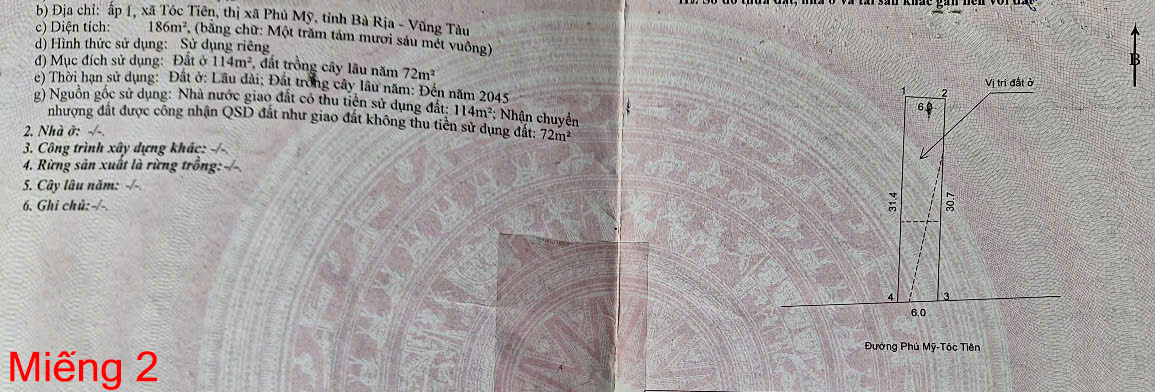 b) Địa chỉ: ấp 1, xã Tóc Tiên, thị xã Phú Mỹ, tỉnh Bà Rịa - Vũng Tàu
c) Diện tích: 186m², (bằng chữ: Một trăm tám mươi sáu mét vuông)
d) Hình thức sử dụng: Sử dụng riêng
đ) Mục đích sử dụng: Đất ở 114m², đất trồng cây lâu năm 72m²
e) Thời hạn sử dụng: Đất ở: Lâu dài; Đất trồng cây lâu năm: Đến năm 2045
g) Nguồn gốc sử dụng: Nhà nước giao đất có thu tiền sử dụng đất: 114m²; Nhận chuyển
nhượng đất được công nhận QSD đất như giao đất không thu tiền sử dụng đất: 72m²
2. Nhà ở: -/-.
3. Công trình xây dựng khác: -/-.
4. Rừng sản xuất là rừng trồng: -/-.
5. Cây lâu năm: -/-.
6. Ghi chú: -/-.
Miếng 2
B
Vị trí đất ở
1
2
6.0
31.4
30.7
4
3
6.0
Đường Phú Mỹ-Tóc Tiên